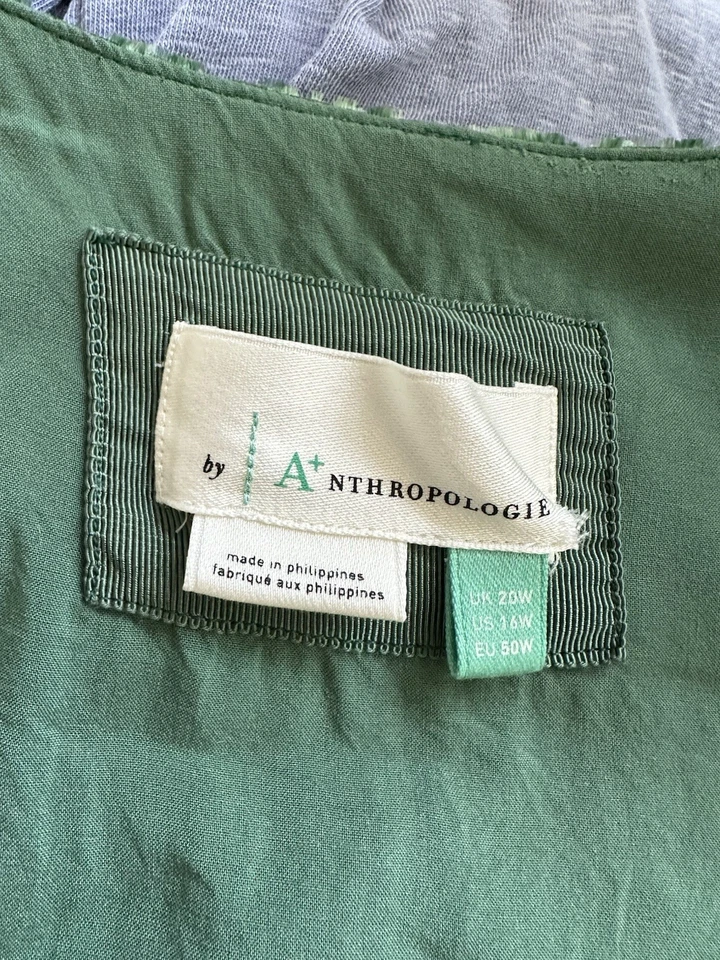 by A+NTHROPOLOGIE
made in philippines
fabriqué aux philippines
UK 20W
US 16W
EU 50W